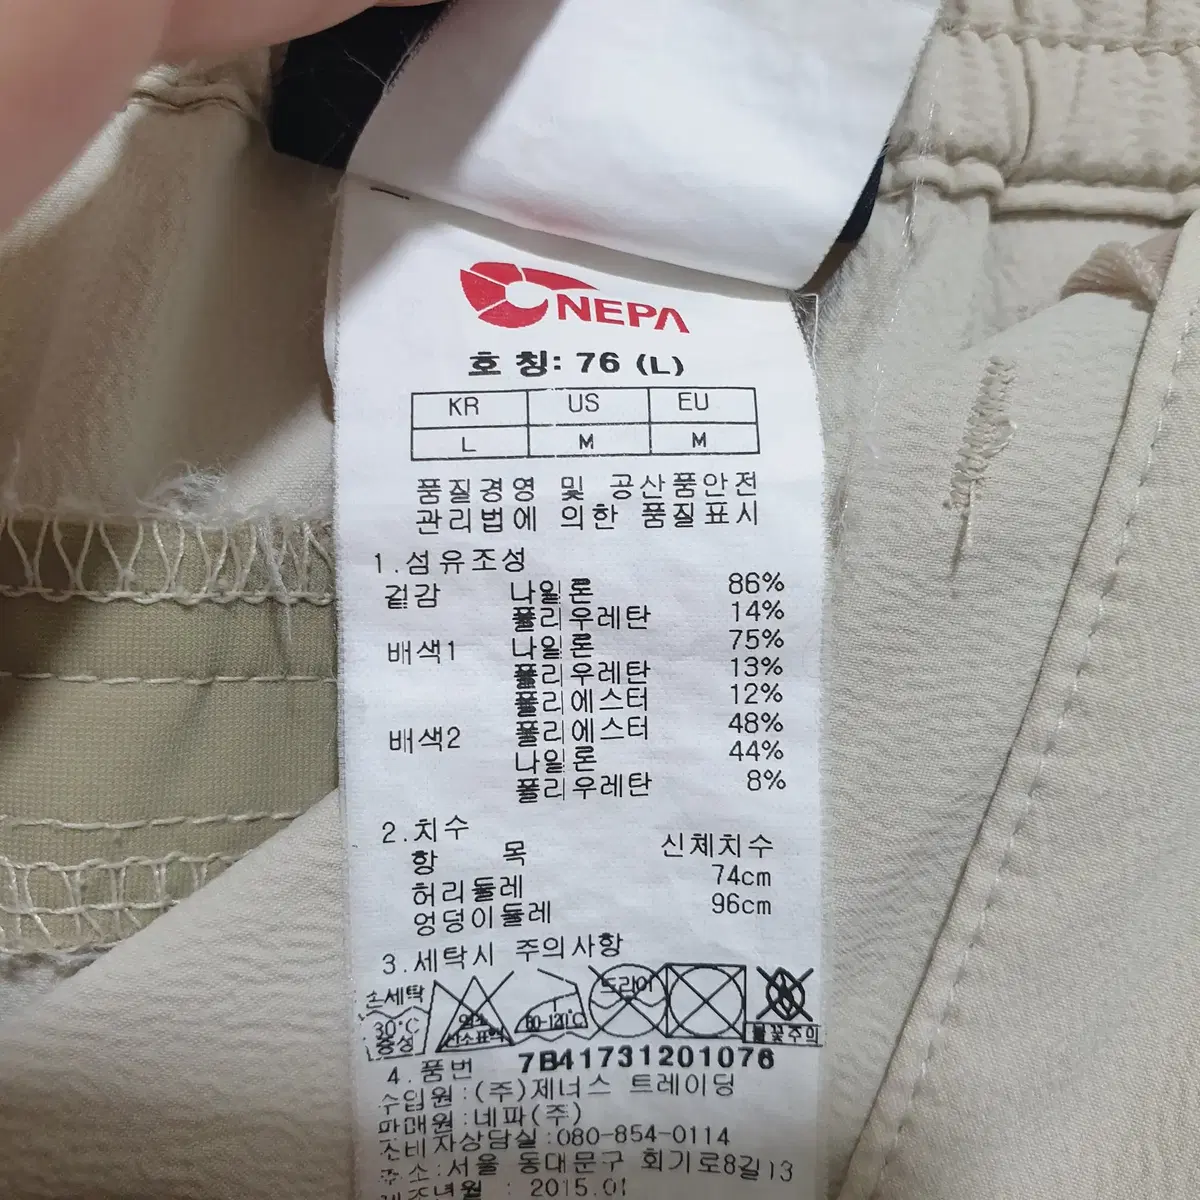 NEPA
호 칭: 76 (L)
KR US EU
L M M
품질경영 및 공산품안전
관리법에 의한 품질표시
1.섬유조성
겉감 나일론 86%
폴리우레탄 14%
배색1 나일론 75%
폴리우레탄 13%
폴리에스터 12%
배색2 폴리에스터 48%
나일론 44%
폴리우레탄 8%
2.치수
항 목 신체치수
허리둘레 74cm
엉덩이둘레 96cm
3.세탁시 주의사항
손세탁
30°C
중성
염소
산소표백
80-120°C
드라이
불꽃주의
4.품번 7B41731201076
수입원:(주)제너스 트레이딩
판매원:네파(주)
소비자상담실:080-854-0114
주소:서울 동대문구 회기로8길13
제조년월 : 2015.01